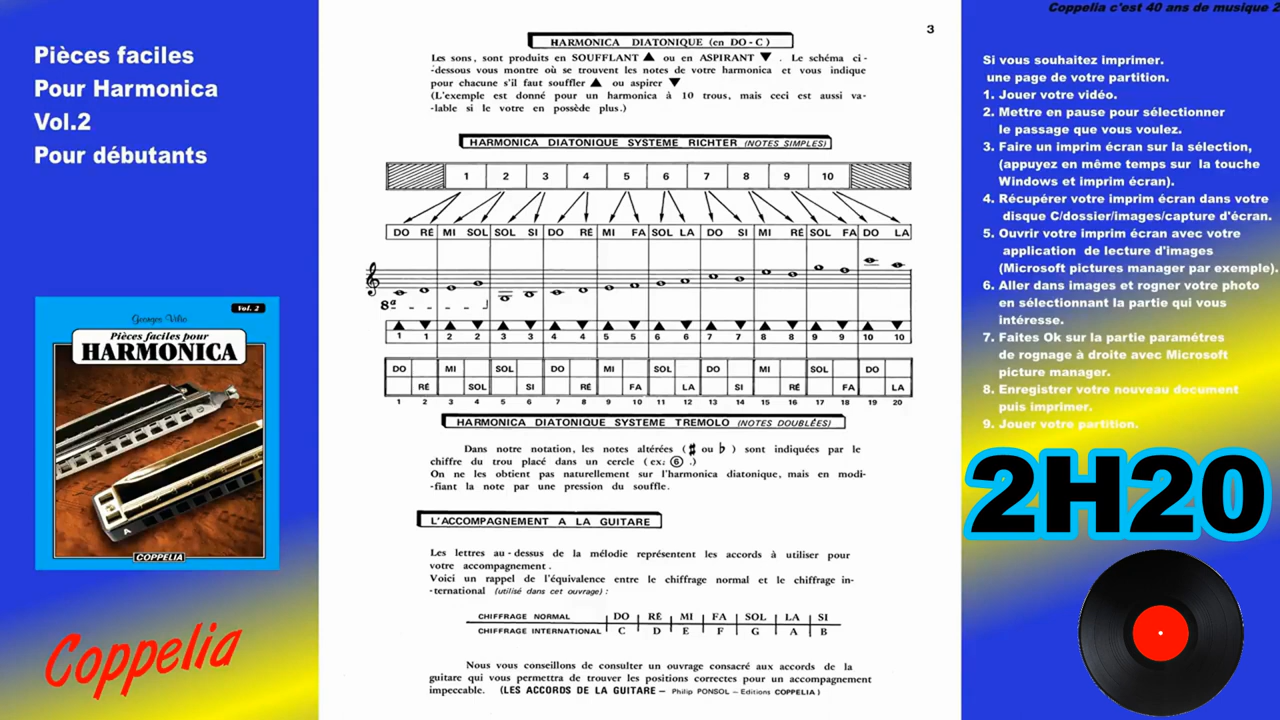 Pièces faciles
Pour Harmonica
Vol.2
Pour débutants
Vol. 2
Pièces faciles pour
HARMONICA
A
COPPELIA
Coppelia
3
HARMONICA DIATONIQUE (en DO-C)
Les sons, sont produits en SOUFFLANT ▲ ou en ASPIRANT ▼ . Le schéma ci-
-dessous vous montre où se trouvent les notes de votre harmonica et vous indique
pour chacune s'il faut souffler ▲ ou aspirer ▼
(L'exemple est donné pour un harmonica à 10 trous, mais ceci est aussi va-
-lable si le votre en possède plus.)
HARMONICA DIATONIQUE SYSTEME RICHTER (NOTES SIMPLES)
1 2 3 4 5 6 7 8 9 10
DO RÉ MI SOL SOL SI DO RÉ MI FA SOL LA DO SI MI RÉ SOL FA DO LA
8ª
1 1 2 2 3 3 4 4 5 5 6 6 7 7 8 8 9 9 10 10
DO MI SOL DO MI SOL DO MI SOL DO
RÉ SOL SI RÉ FA LA SI RÉ FA LA
1 2 3 4 5 6 7 8 9 10 11 12 13 14 15 16 17 18 19 20
HARMONICA DIATONIQUE SYSTEME TREMOLO (NOTES DOUBLÉES)
Dans notre notation, les notes altérées (♯ ou ♭) sont indiquées par le
chiffre du trou placé dans un cercle (ex: ⑥ .)
On ne les obtient pas naturellement sur l'harmonica diatonique, mais en modi-
-fiant la note par une pression du souffle.
L'ACCOMPAGNEMENT A LA GUITARE
Les lettres au-dessus de la mélodie représentent les accords à utiliser pour
votre accompagnement.
Voici un rappel de l'équivalence entre le chiffrage normal et le chiffrage in-
-ternational (utilisé dans cet ouvrage) :
CHIFFRAGE NORMAL DO RÉ MI FA SOL LA SI
CHIFFRAGE INTERNATIONAL C D E F G A B
Nous vous conseillons de consulter un ouvrage consacré aux accords de la
guitare qui vous permettra de trouver les positions correctes pour un accompagnement
impeccable. (LES ACCORDS DE LA GUITARE – Philip PONSOL – Editions COPPELIA)
Coppelia c'est 40 ans de musique 2
Si vous souhaitez imprimer.
une page de votre partition.
1. Jouer votre vidéo.
2. Mettre en pause pour sélectionner
le passage que vous voulez.
3. Faire un imprim écran sur la sélection,
(appuyez en même temps sur la touche
Windows et imprim écran).
4. Récupérer votre imprim écran dans votre
disque C/dossier/images/capture d'écran.
5. Ouvrir votre imprim écran avec votre
application de lecture d'images
(Microsoft pictures manager par exemple).
6. Aller dans images et rogner votre photo
en sélectionnant la partie qui vous
intéresse.
7. Faites Ok sur la partie paramétres
de rognage à droite avec Microsoft
picture manager.
8. Enregistrer votre nouveau document
puis imprimer.
9. Jouer votre partition.
2H20